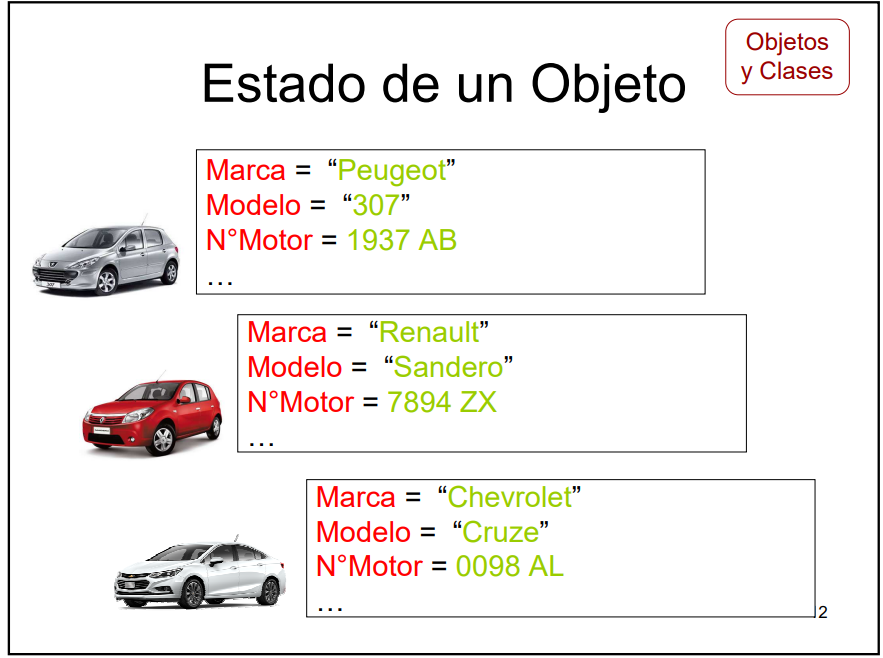 Objetos
y Clases
Estado de un Objeto
Marca = “Peugeot”
Modelo = “307”
N°Motor = 1937 AB
…
Marca = “Renault”
Modelo = “Sandero”
N°Motor = 7894 ZX
…
Marca = “Chevrolet”
Modelo = “Cruze”
N°Motor = 0098 AL
…
2
307